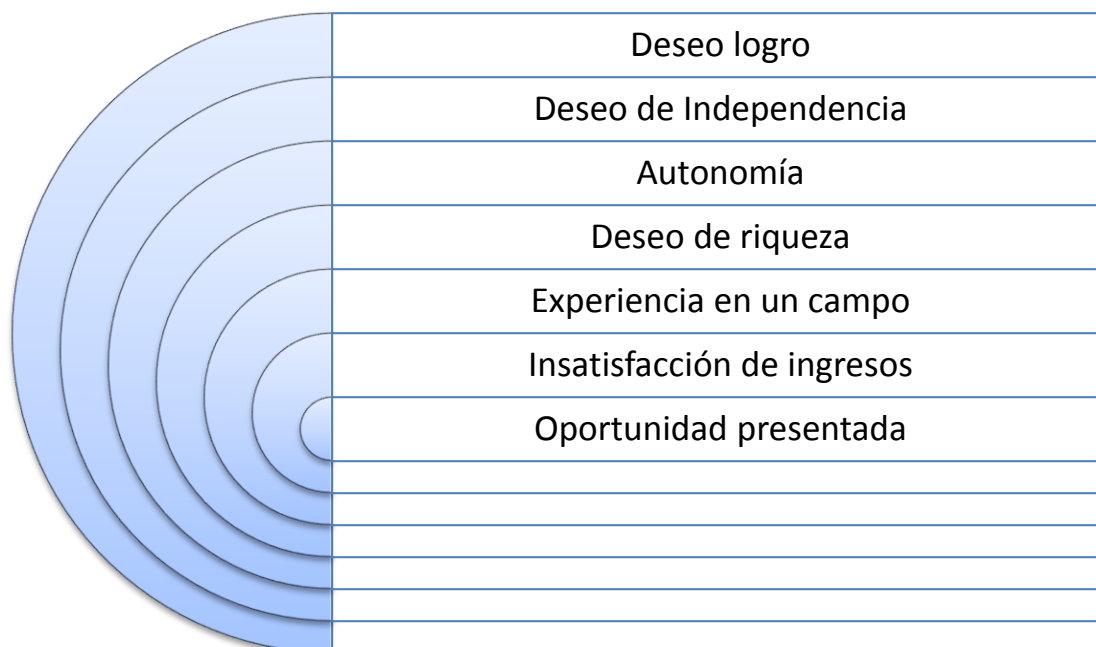 Deseo logro
Deseo de Independencia
Autonomía
Deseo de riqueza
Experiencia en un campo
Insatisfacción de ingresos
Oportunidad presentada